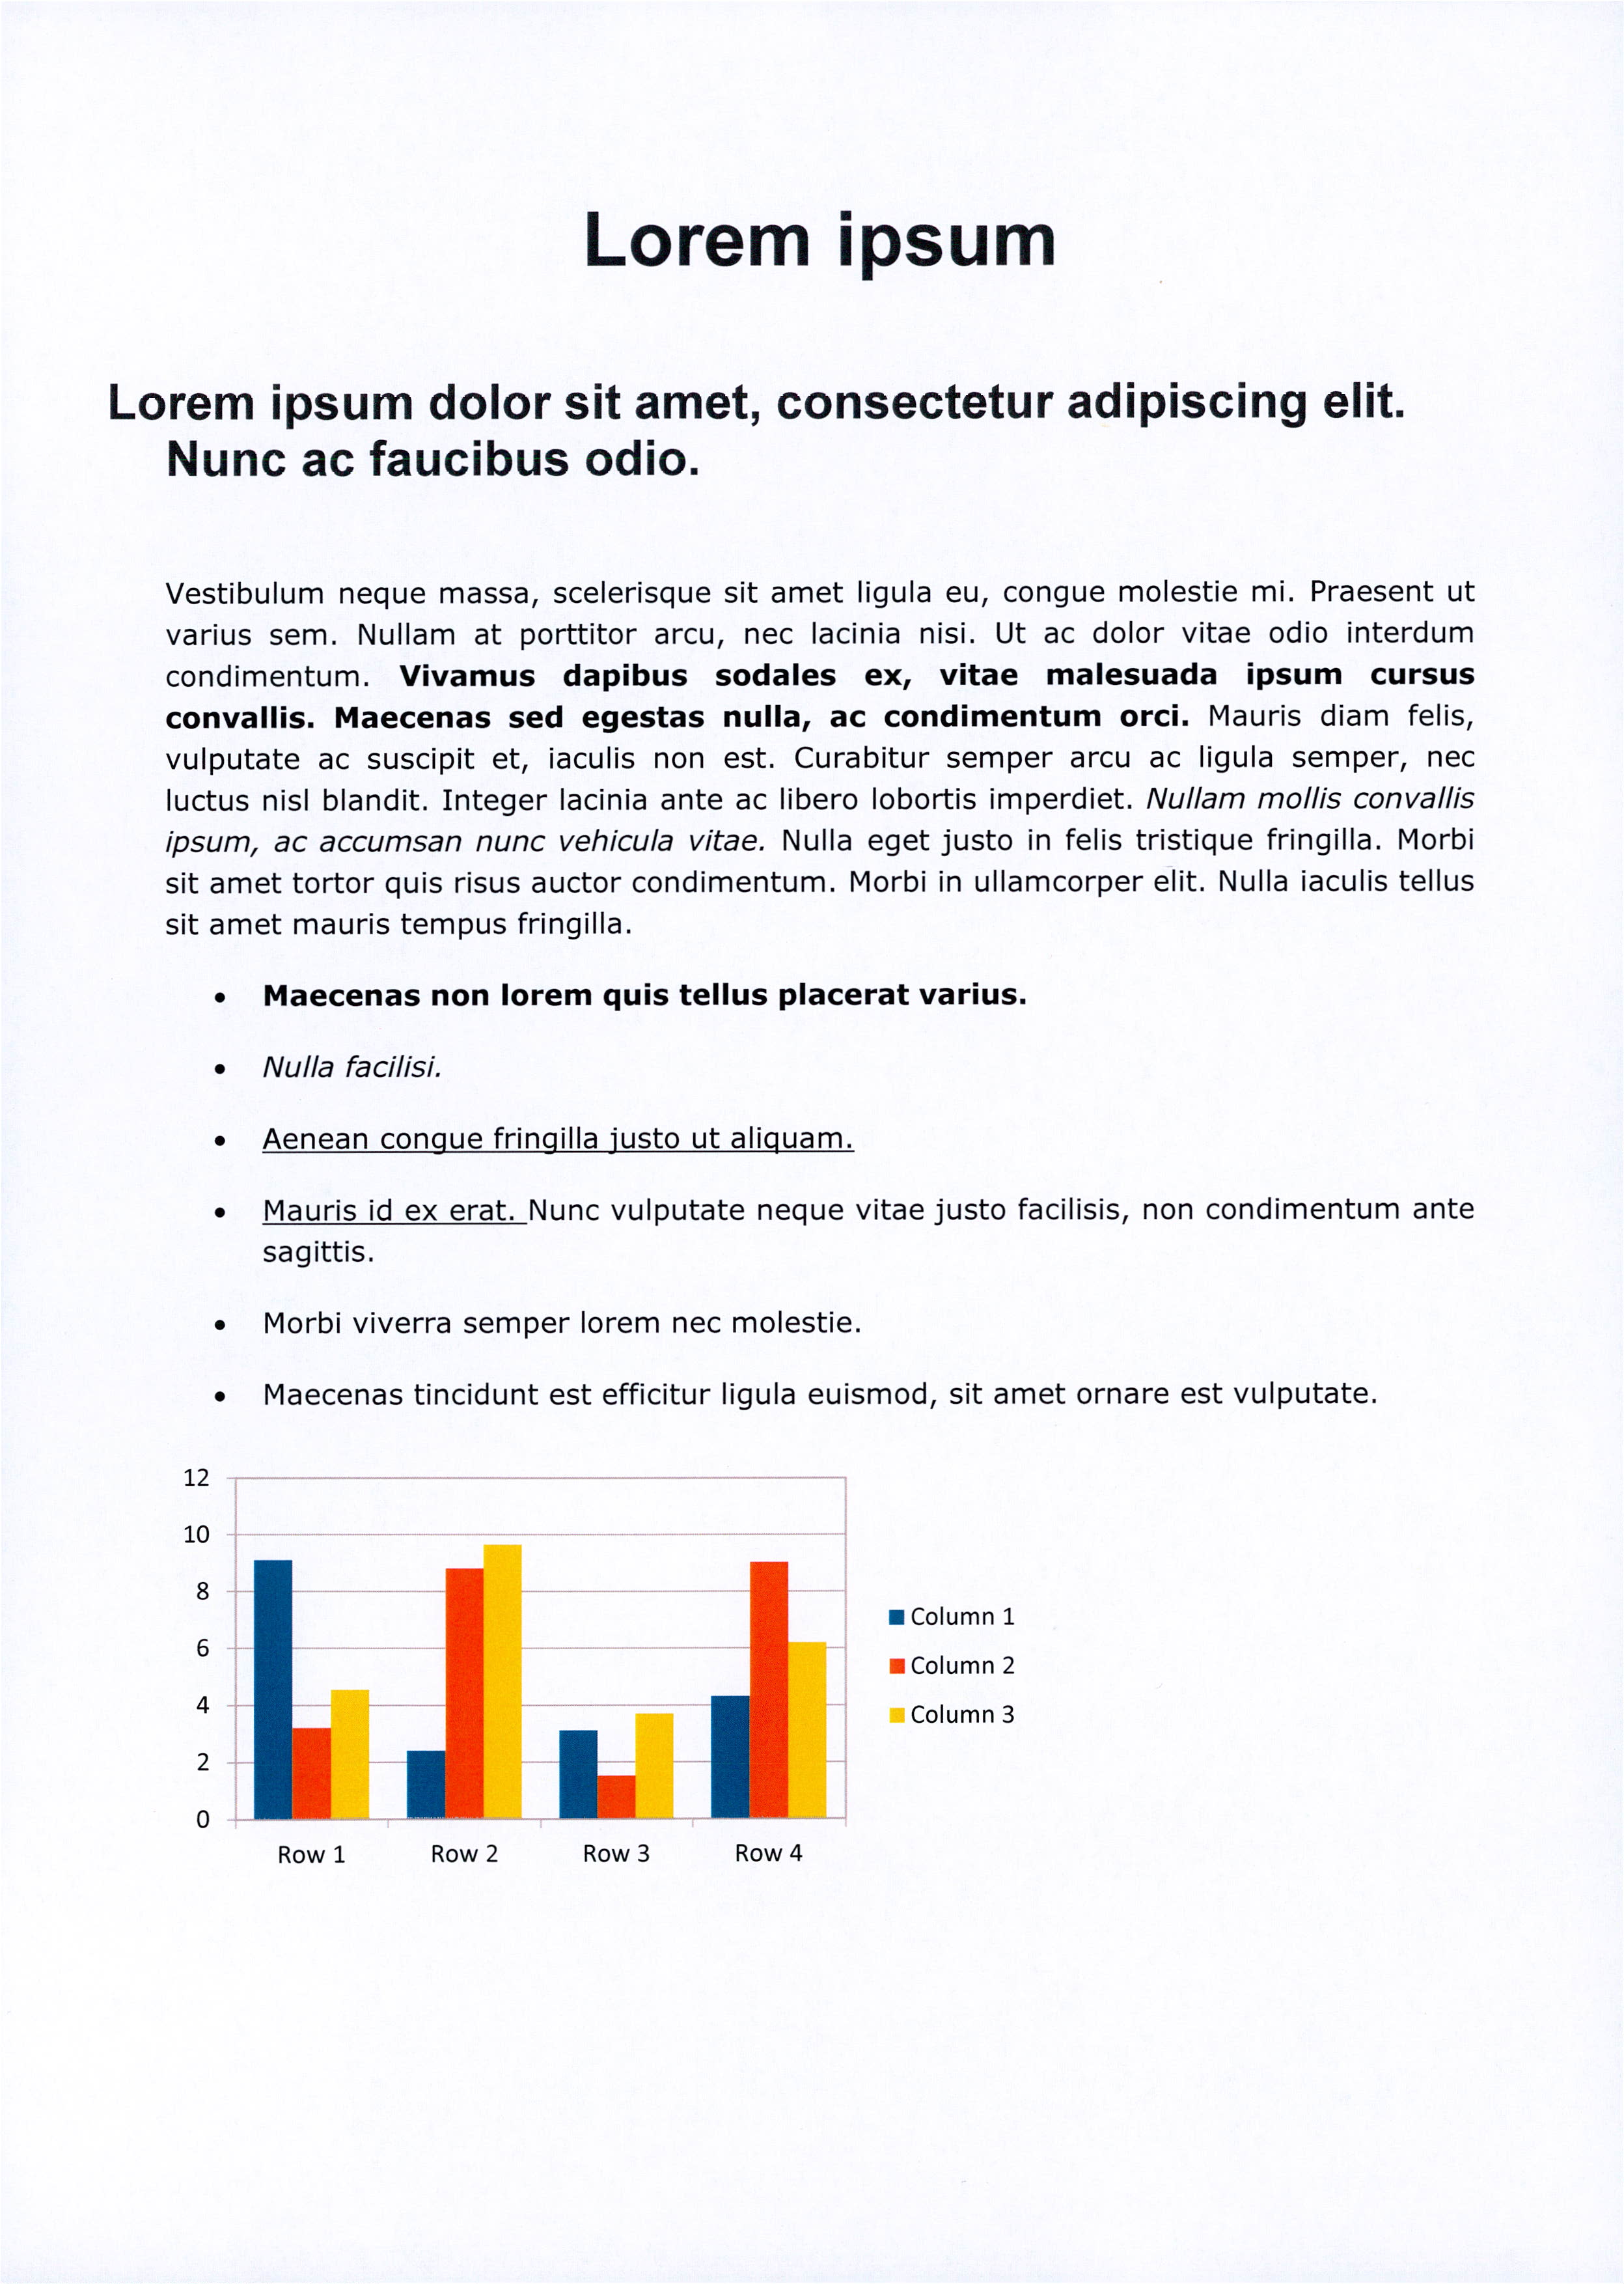 Lorem ipsum
Lorem ipsum dolor sit amet, consectetur adipiscing elit.
Nunc ac faucibus odio.
Vestibulum neque massa, scelerisque sit amet ligula eu, congue molestie mi. Praesent ut
varius sem. Nullam at porttitor arcu, nec lacinia nisi. Ut ac dolor vitae odio interdum
condimentum. Vivamus dapibus sodales ex, vitae malesuada ipsum cursus
convallis. Maecenas sed egestas nulla, ac condimentum orci. Mauris diam felis,
vulputate ac suscipit et, iaculis non est. Curabitur semper arcu ac ligula semper, nec
luctus nisl blandit. Integer lacinia ante ac libero lobortis imperdiet. Nullam mollis convallis
ipsum, ac accumsan nunc vehicula vitae. Nulla eget justo in felis tristique fringilla. Morbi
sit amet tortor quis risus auctor condimentum. Morbi in ullamcorper elit. Nulla iaculis tellus
sit amet mauris tempus fringilla.
• Maecenas non lorem quis tellus placerat varius.
• Nulla facilisi.
• Aenean congue fringilla justo ut aliquam.
• Mauris id ex erat. Nunc vulputate neque vitae justo facilisis, non condimentum ante
sagittis.
• Morbi viverra semper lorem nec molestie.
• Maecenas tincidunt est efficitur ligula euismod, sit amet ornare est vulputate.
12
10
8
6
4
2
0
Row 1 Row 2 Row 3 Row 4
Column 1
Column 2
Column 3